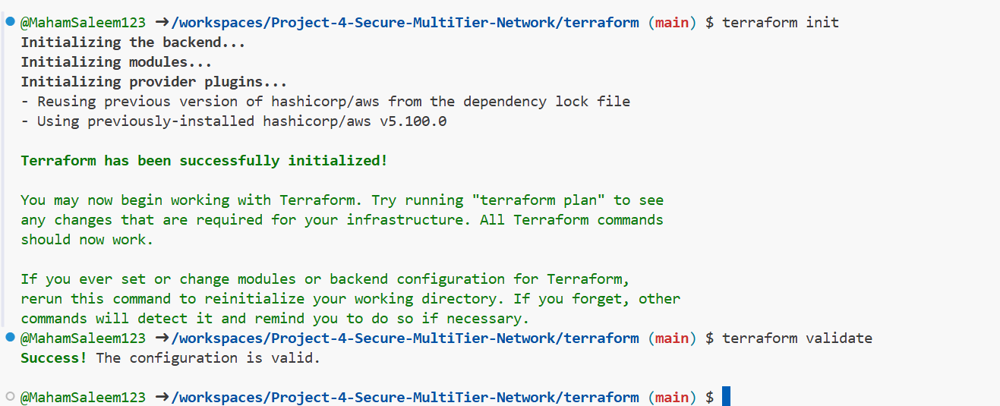 @MahamSaleem123 ➜/workspaces/Project-4-Secure-MultiTier-Network/terraform (main) $ terraform init
Initializing the backend...
Initializing modules...
Initializing provider plugins...
- Reusing previous version of hashicorp/aws from the dependency lock file
- Using previously-installed hashicorp/aws v5.100.0
Terraform has been successfully initialized!
You may now begin working with Terraform. Try running "terraform plan" to see
any changes that are required for your infrastructure. All Terraform commands
should now work.
If you ever set or change modules or backend configuration for Terraform,
rerun this command to reinitialize your working directory. If you forget, other
commands will detect it and remind you to do so if necessary.
@MahamSaleem123 ➜/workspaces/Project-4-Secure-MultiTier-Network/terraform (main) $ terraform validate
Success! The configuration is valid.
@MahamSaleem123 ➜/workspaces/Project-4-Secure-MultiTier-Network/terraform (main) $